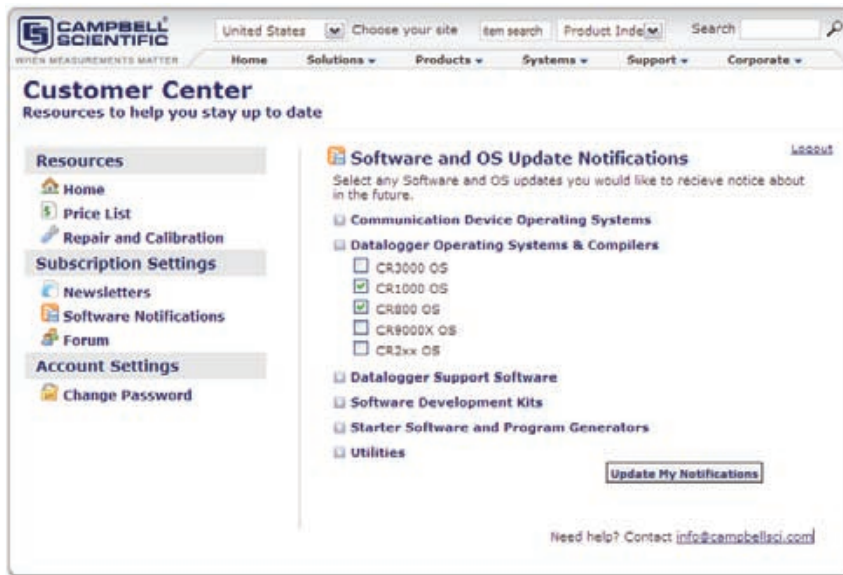 CAMPBELL
SCIENTIFIC
WHEN MEASUREMENTS MATTER
United States Choose your site item search Product Inde Search
Home Solutions Products Systems Support Corporate
Customer Center
Resources to help you stay up to date
Resources
Home
Price List
Repair and Calibration
Subscription Settings
Newsletters
Software Notifications
Forum
Account Settings
Change Password
Logout
Software and OS Update Notifications
Select any Software and OS updates you would like to recieve notice about
in the future.
Communication Device Operating Systems
Datalogger Operating Systems & Compilers
CR3000 OS
CR1000 OS
CR800 OS
CR9000X OS
CR2xx OS
Datalogger Support Software
Software Development Kits
Starter Software and Program Generators
Utilities
Update My Notifications
Need help? Contact info@campbellsci.com